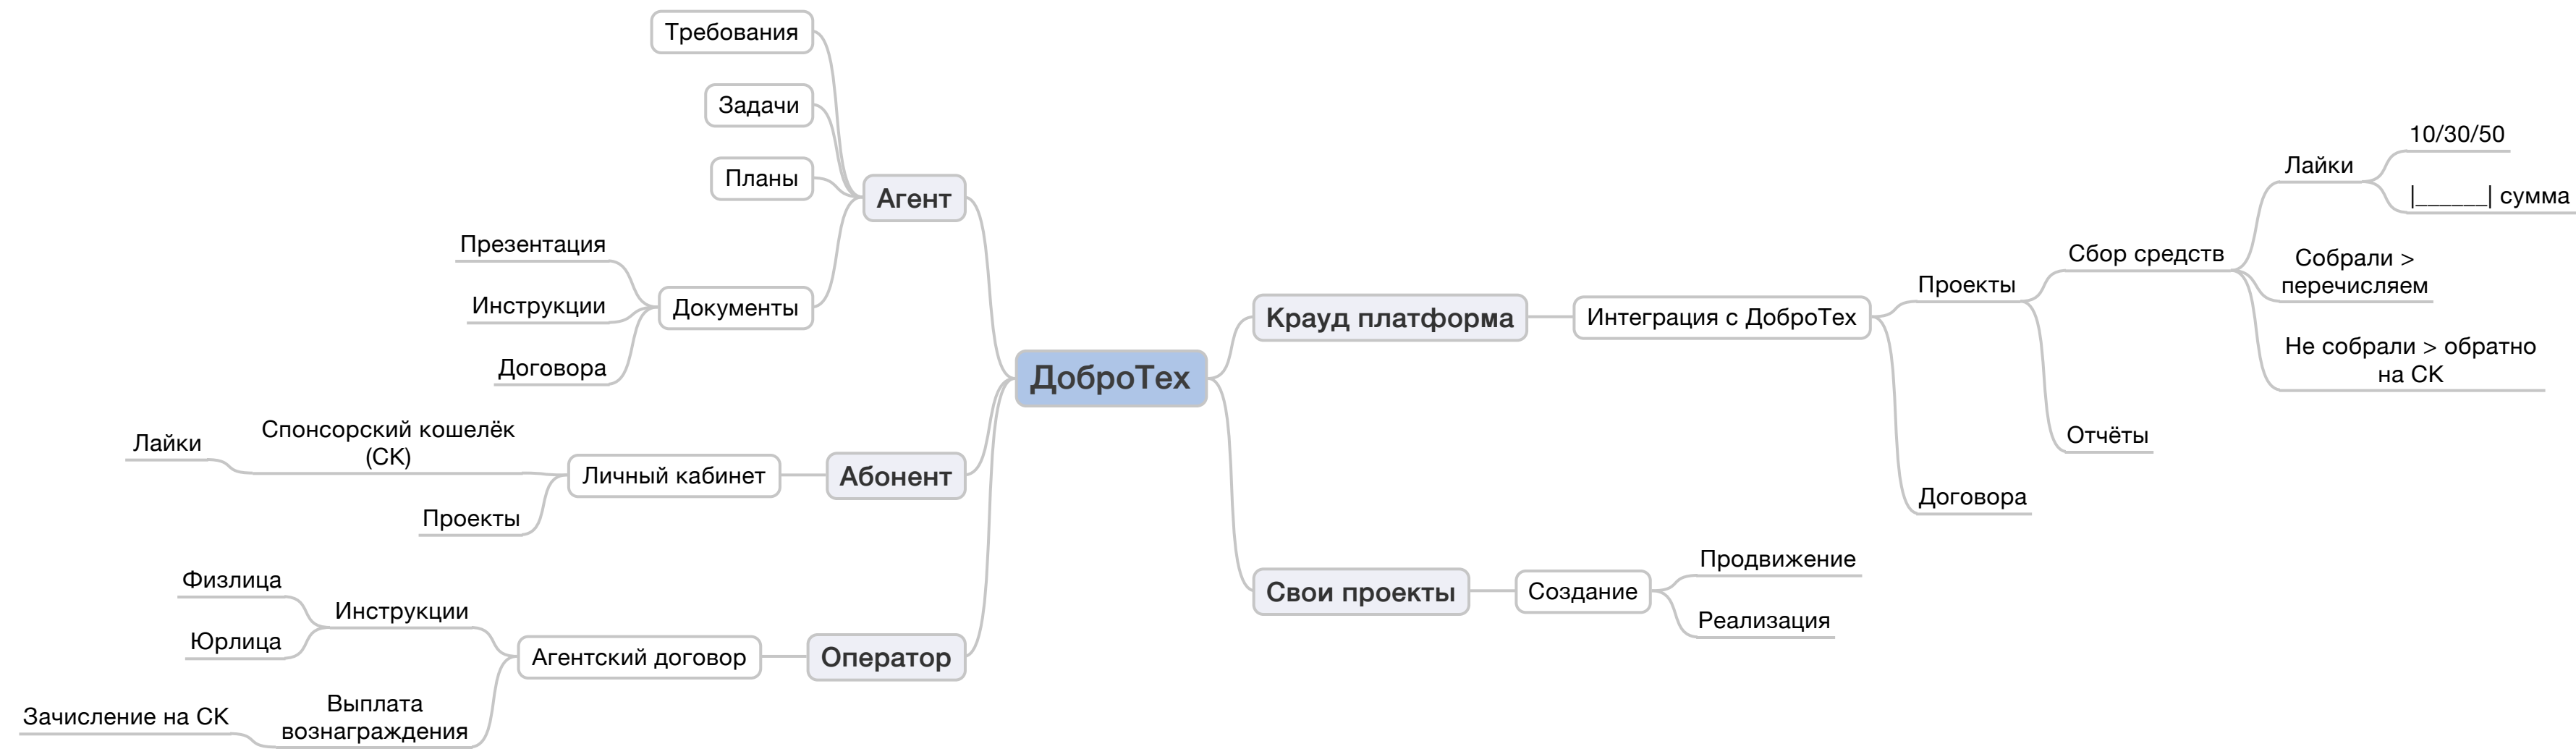 ДоброТех
Агент
Требования
Задачи
Планы
Документы
Презентация
Инструкции
Договора
Абонент
Личный кабинет
Спонсорский кошелёк
(СК)
Лайки
Проекты
Оператор
Агентский договор
Инструкции
Физлица
Юрлица
Выплата
вознаграждения
Зачисление на СК
Крауд платформа
Интеграция с ДоброТех
Проекты
Сбор средств
Лайки
10/30/50
|______| сумма
Собрали >
перечисляем
Не собрали > обратно
на СК
Отчёты
Договора
Свои проекты
Создание
Продвижение
Реализация